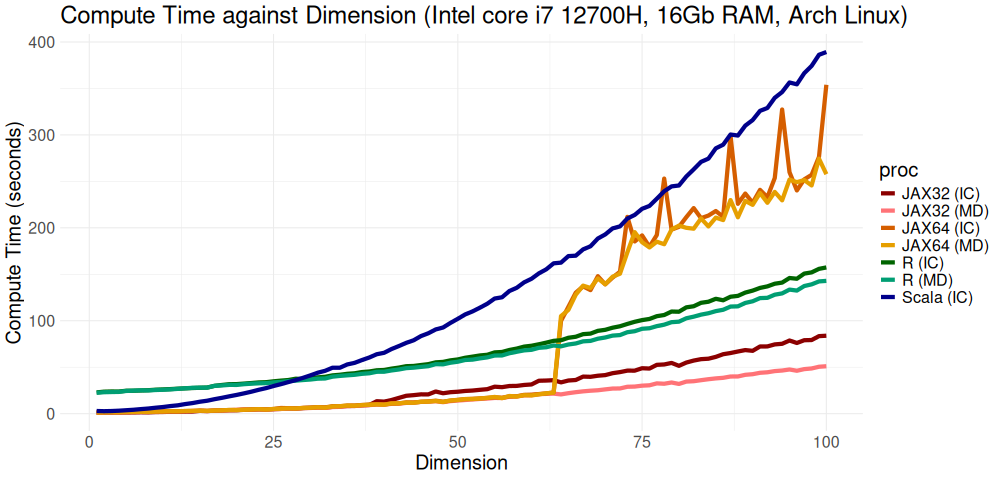 Compute Time against Dimension (Intel core i7 12700H, 16Gb RAM, Arch Linux)
Compute Time (seconds)
400
300
200
100
0
0 25 50 75 100
Dimension
proc
JAX32 (IC)
JAX32 (MD)
JAX64 (IC)
JAX64 (MD)
R (IC)
R (MD)
Scala (IC)